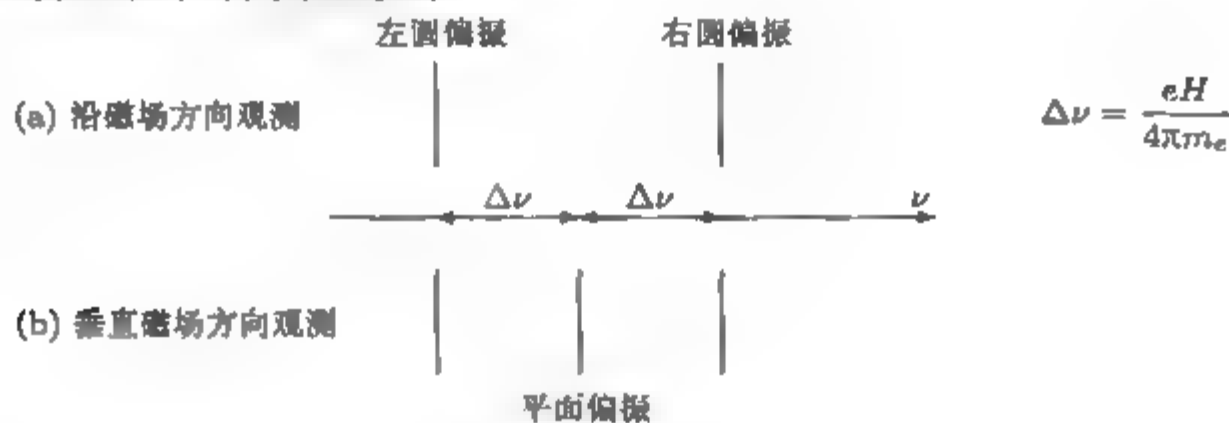 左圆偏振 右圆偏振
(a) 沿磁场方向观测
Δν = eH / 4πmₑ
Δν Δν ν
(b) 垂直磁场方向观测
平面偏振